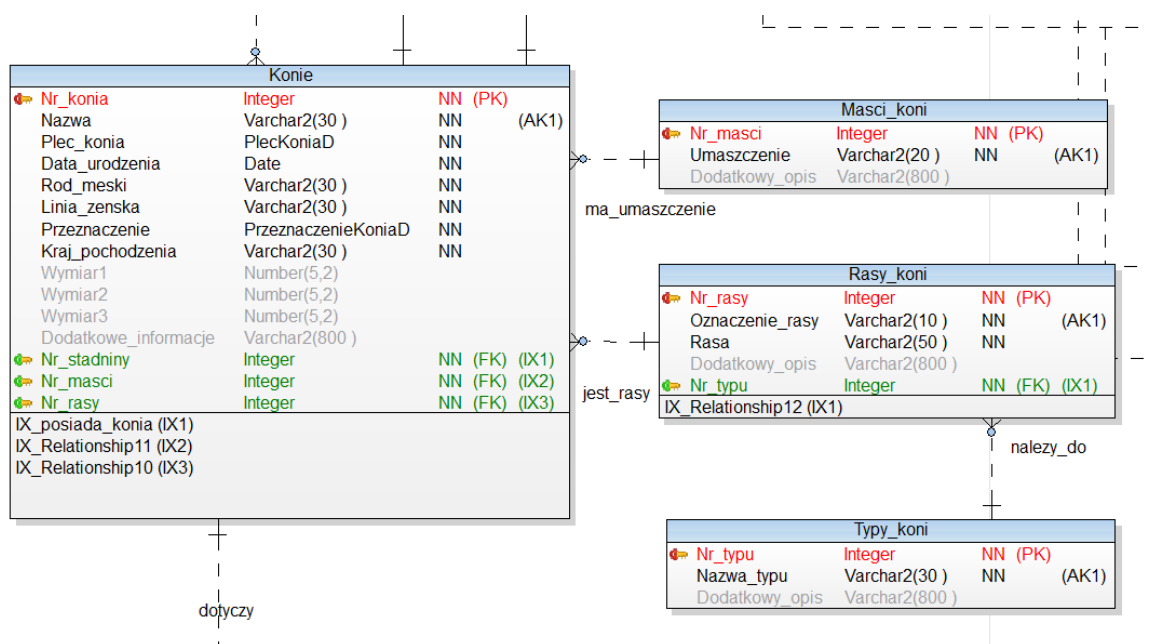 Konie
Nr_konia Integer NN (PK)
Nazwa Varchar2(30 ) NN (AK1)
Plec_konia PlecKoniaD NN
Data_urodzenia Date NN
Rod_meski Varchar2(30 ) NN
Linia_zenska Varchar2(30 ) NN
Przeznaczenie PrzeznaczenieKoniaD NN
Kraj_pochodzenia Varchar2(30 ) NN
Wymiar1 Number(5,2)
Wymiar2 Number(5,2)
Wymiar3 Number(5,2)
Dodatkowe_informacje Varchar2(800 )
Nr_stadniny Integer NN (FK) (IX1)
Nr_masci Integer NN (FK) (IX2)
Nr_rasy Integer NN (FK) (IX3)
IX_posiada_konia (IX1)
IX_Relationship11 (IX2)
IX_Relationship10 (IX3)
Masci_koni
Nr_masci Integer NN (PK)
Umaszczenie Varchar2(20 ) NN (AK1)
Dodatkowy_opis Varchar2(800 )
ma_umaszczenie
Rasy_koni
Nr_rasy Integer NN (PK)
Oznaczenie_rasy Varchar2(10 ) NN (AK1)
Rasa Varchar2(50 ) NN
Dodatkowy_opis Varchar2(800 )
Nr_typu Integer NN (FK) (IX1)
IX_Relationship12 (IX1)
jest_rasy
nalezy_do
Typy_koni
Nr_typu Integer NN (PK)
Nazwa_typu Varchar2(30 ) NN (AK1)
Dodatkowy_opis Varchar2(800 )
dotyczy